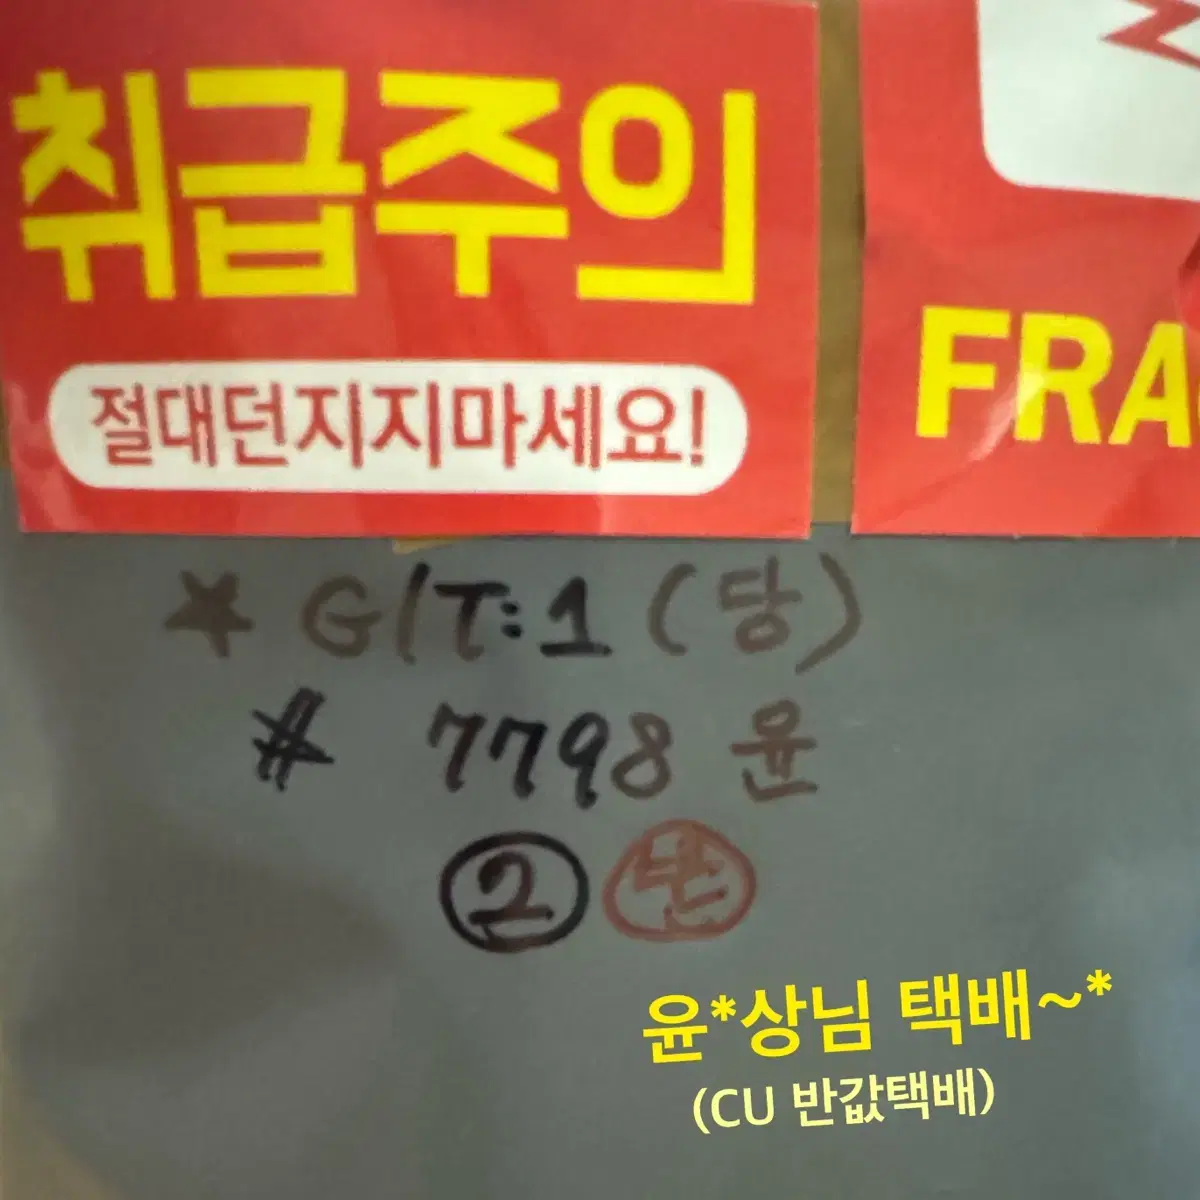 취급주의
절대던지지마세요!
FRA
★ G/T:1 (당)
# 7798 윤
②
윤*상님 택배~*
(CU 반값택배)